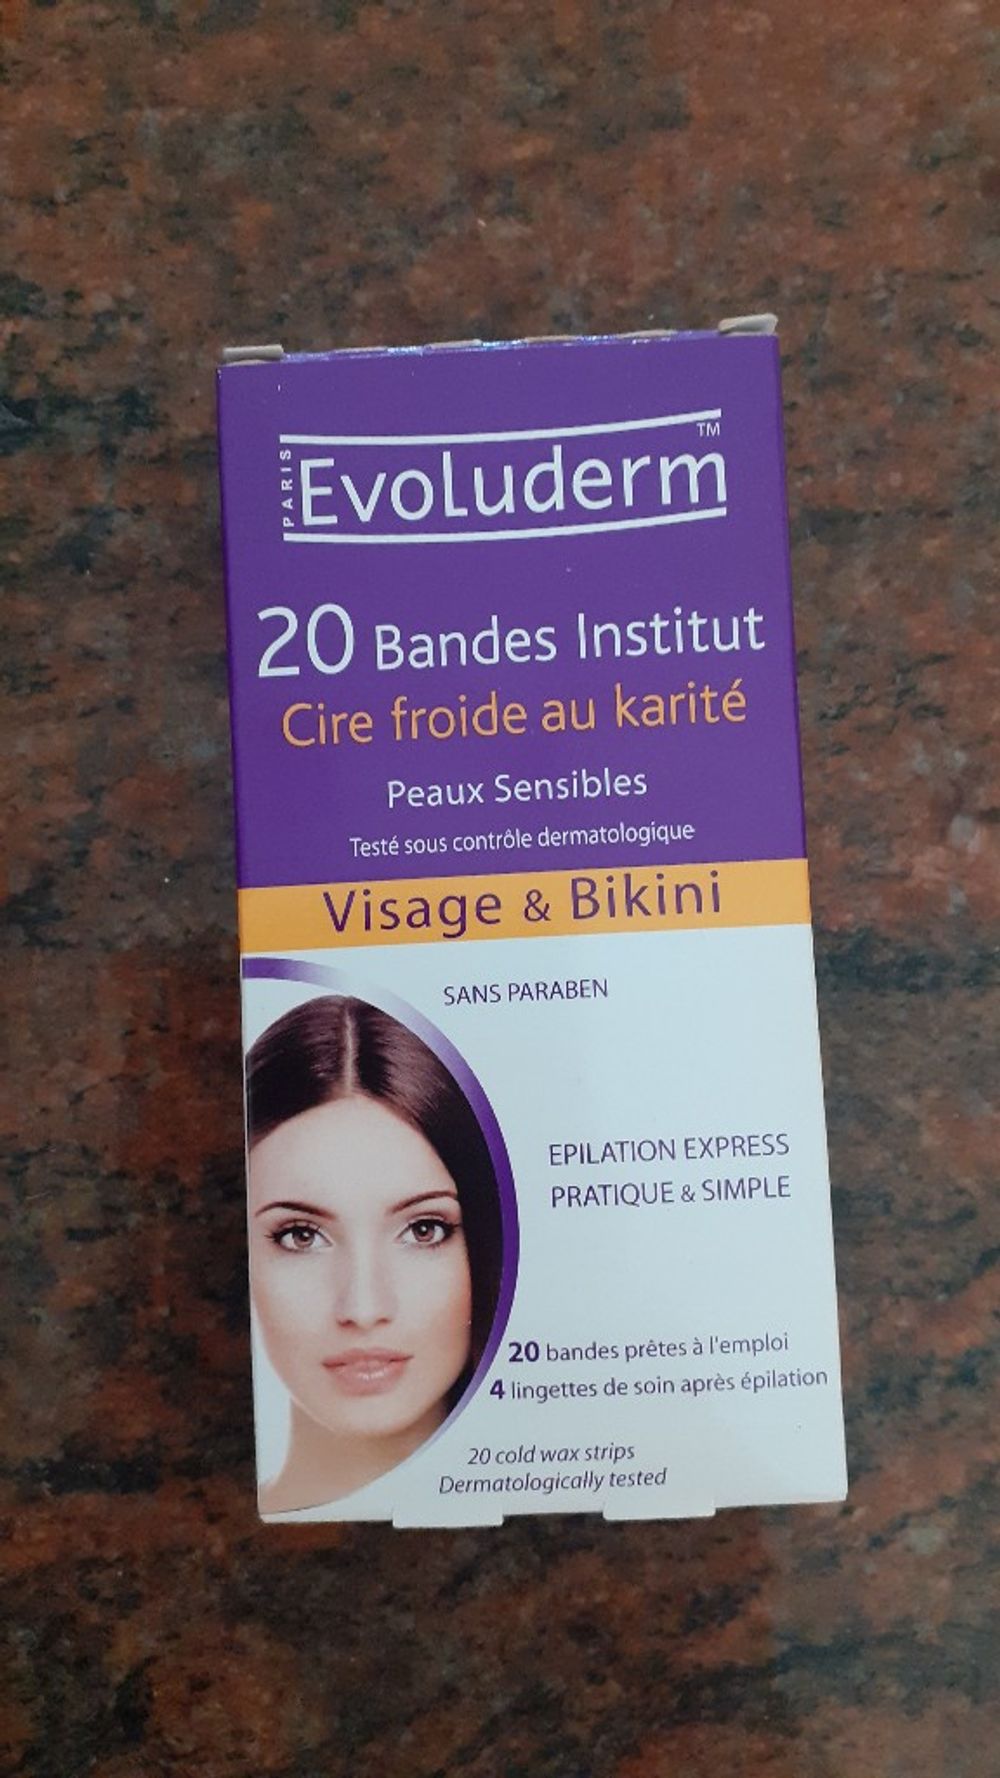 PARIS
Evoluderm™
20 Bandes Institut
Cire froide au karité
Peaux Sensibles
Testé sous contrôle dermatologique
Visage & Bikini
SANS PARABEN
EPILATION EXPRESS
PRATIQUE & SIMPLE
20 bandes prêtes à l'emploi
4 lingettes de soin après épilation
20 cold wax strips
Dermatologically tested